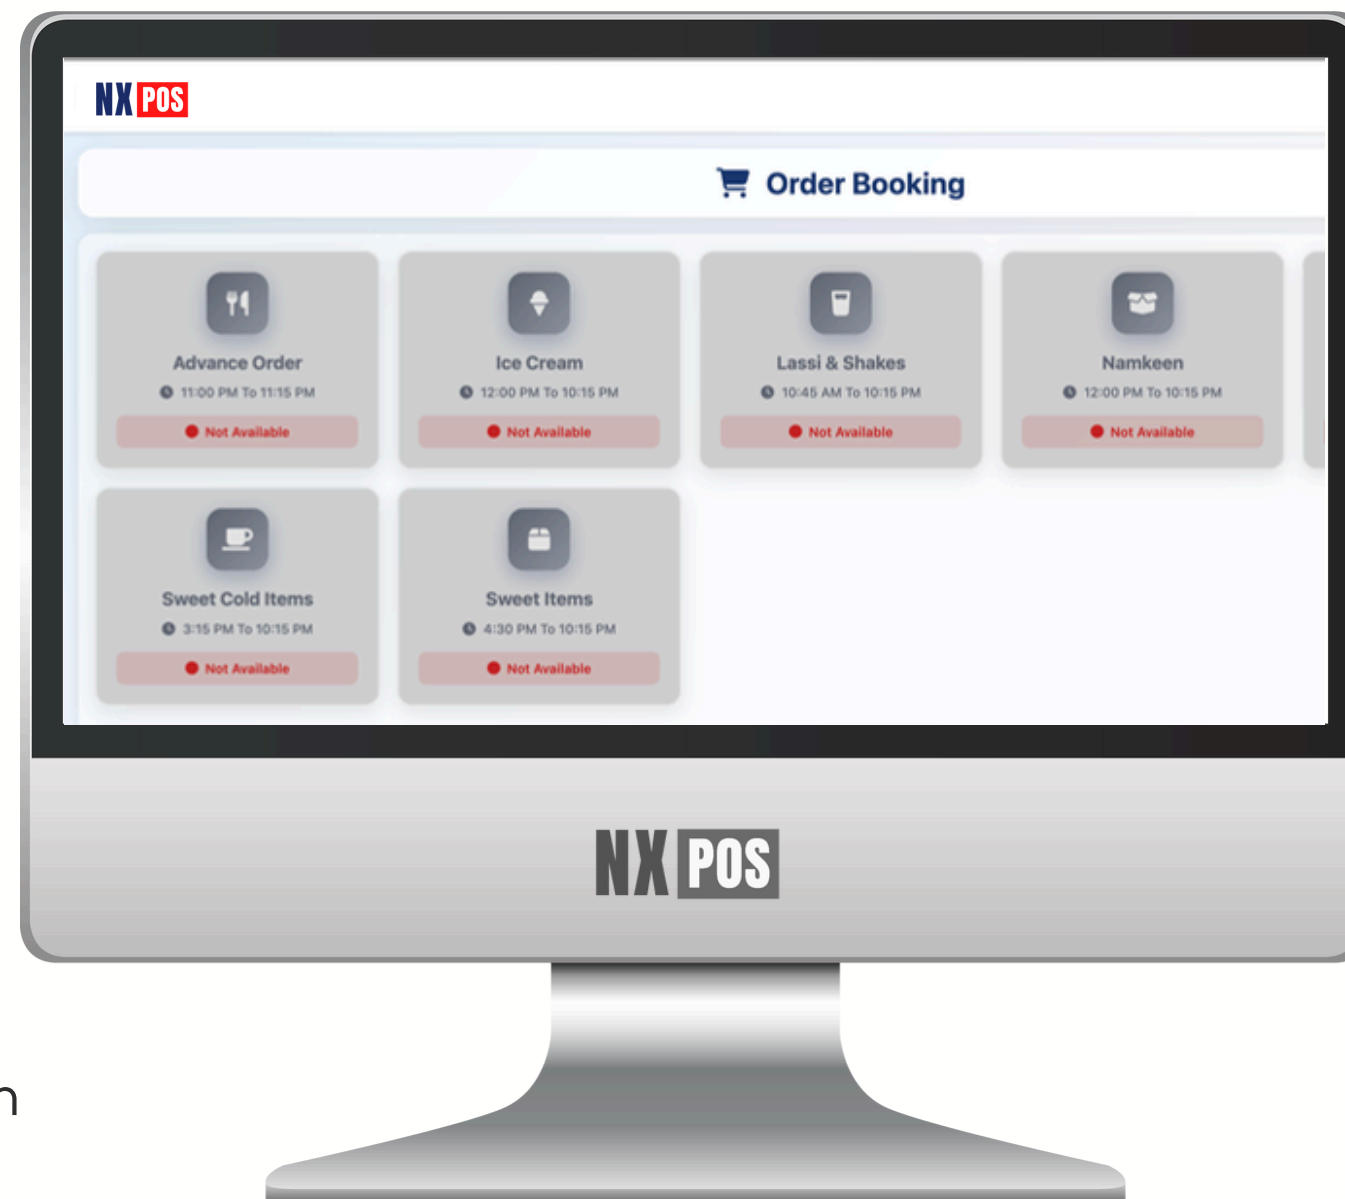 NX POS
Order Booking
Advance Order
11:00 PM To 11:15 PM
Not Available
Ice Cream
12:00 PM To 10:15 PM
Not Available
Lassi & Shakes
10:45 AM To 10:15 PM
Not Available
Namkeen
12:00 PM To 10:15 PM
Not Available
Sweet Cold Items
3:15 PM To 10:15 PM
Not Available
Sweet Items
4:30 PM To 10:15 PM
Not Available
NX POS